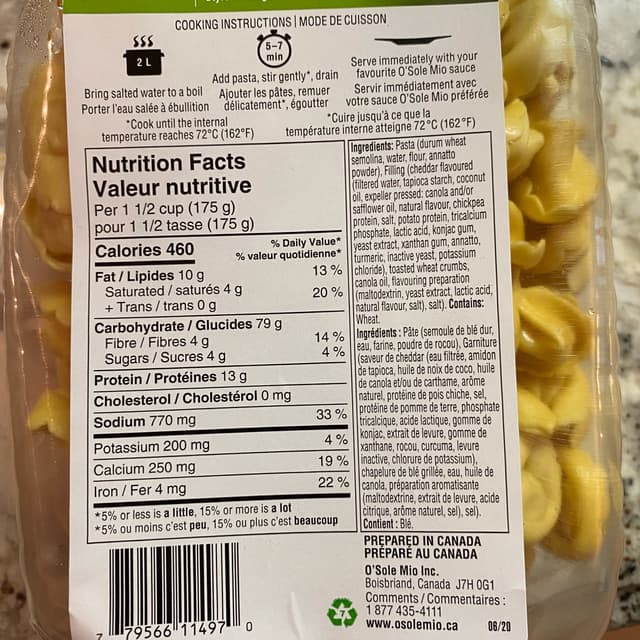 COOKING INSTRUCTIONS | MODE DE CUISSON
2 L
Bring salted water to a boil
Porter l'eau salée à ébullition
5-7
min
Add pasta, stir gently*, drain
Ajouter les pâtes, remuer
délicatement*, égoutter
Serve immediately with your
favourite O'Sole Mio sauce
Servir immédiatement avec
votre sauce O'Sole Mio préférée
*Cook until the internal
temperature reaches 72°C (162°F)
*Cuire jusqu'à ce que la
température interne atteigne 72°C (162°F)
Nutrition Facts
Valeur nutritive
Per 1 1/2 cup (175 g)
pour 1 1/2 tasse (175 g)
Calories 460
% Daily Value*
% valeur quotidienne*
Fat / Lipides 10 g 13 %
Saturated / saturés 4 g
+ Trans / trans 0 g 20 %
Carbohydrate / Glucides 79 g
Fibre / Fibres 4 g 14 %
Sugars / Sucres 4 g 4 %
Protein / Protéines 13 g
Cholesterol / Cholestérol 0 mg
Sodium 770 mg 33 %
Potassium 200 mg 4 %
Calcium 250 mg 19 %
Iron / Fer 4 mg 22 %
*5% or less is a little, 15% or more is a lot
*5% ou moins c'est peu, 15% ou plus c'est beaucoup
Ingredients: Pasta (durum wheat
semolina, water, flour, annatto
powder), Filling (cheddar flavoured
(filtered water, tapioca starch, coconut
oil, expeller pressed: canola and/or
safflower oil, natural flavour, chickpea
protein, salt, potato protein, tricalcium
phosphate, lactic acid, konjac gum,
yeast extract, xanthan gum, annatto,
turmeric, inactive yeast, potassium
chloride), toasted wheat crumbs,
canola oil, flavouring preparation
(maltodextrin, yeast extract, lactic acid,
natural flavour, salt), salt). Contains:
Wheat.
Ingrédients : Pâte (semoule de blé dur,
eau, farine, poudre de rocou), Garniture
(saveur de cheddar (eau filtrée, amidon
de tapioca, huile de noix de coco, huile
de canola et/ou de carthame, arôme
naturel, protéine de pois chiche, sel,
protéine de pomme de terre, phosphate
tricalcique, acide lactique, gomme de
konjac, extrait de levure, gomme de
xanthane, rocou, curcuma, levure
inactive, chlorure de potassium),
chapelure de blé grillée, eau, huile de
canola, préparation aromatisante
(maltodextrine, extrait de levure, acide
citrique, arôme naturel, sel), sel).
Contient : Blé.
PREPARED IN CANADA
PRÉPARÉ AU CANADA
O'Sole Mio Inc.
Boisbriand, Canada J7H 0G1
Comments / Commentaires :
1 877 435-4111
www.osolemio.ca
08/20
7
7 79566 11497 0